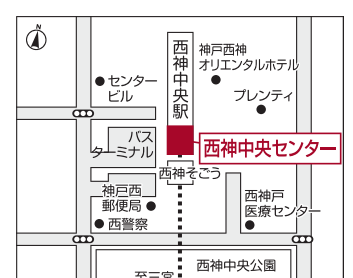 N
西神中央駅
神戸西神
オリエンタルホテル
センター
ビル
プレンティ
バス
ターミナル
西神中央センター
西神そごう
神戸西
郵便局
西警察
西神戸
医療センター
西神中央公園
至三宮